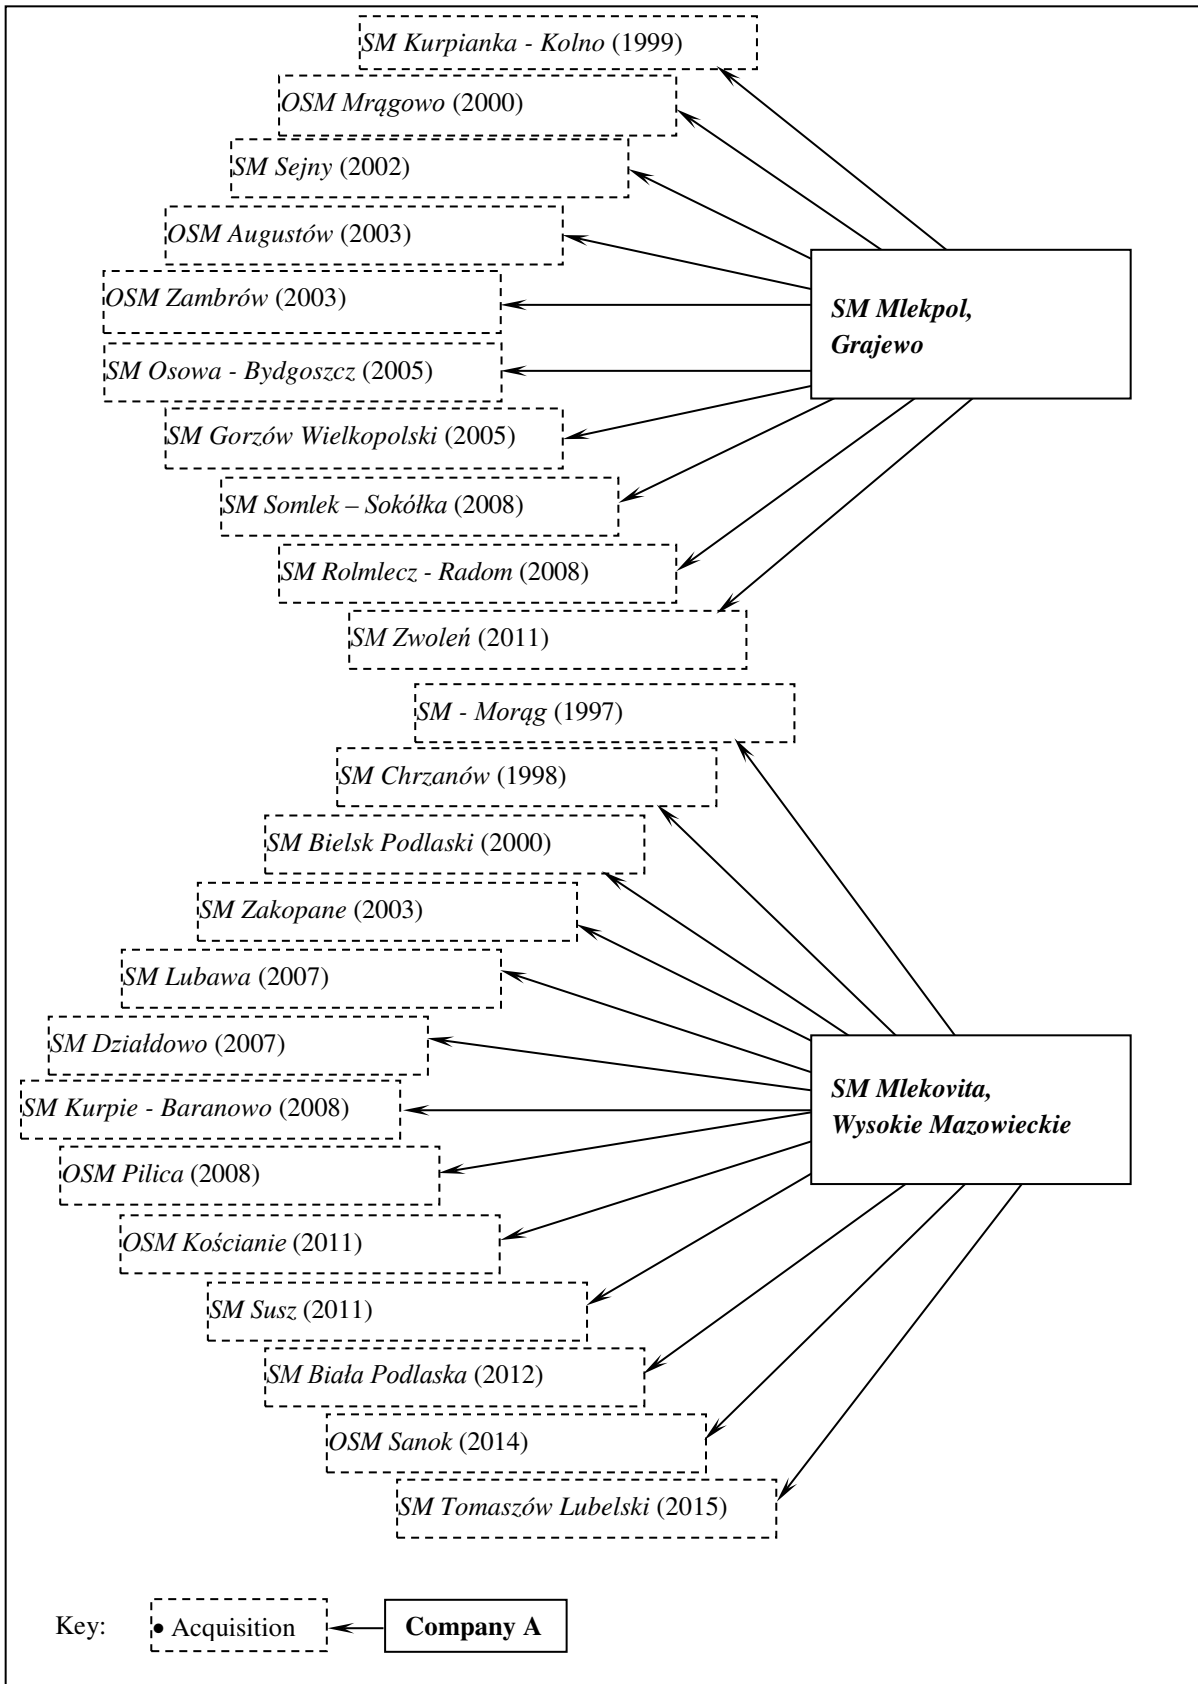 SM Kurpianka - Kolno (1999)
OSM Mrągowo (2000)
SM Sejny (2002)
OSM Augustów (2003)
OSM Zambrów (2003)
SM Osowa - Bydgoszcz (2005)
SM Gorzów Wielkopolski (2005)
SM Somlek – Sokółka (2008)
SM Rolmlecz - Radom (2008)
SM Zwoleń (2011)
SM Mlekpol,
Grajewo
SM - Morąg (1997)
SM Chrzanów (1998)
SM Bielsk Podlaski (2000)
SM Zakopane (2003)
SM Lubawa (2007)
SM Działdowo (2007)
SM Kurpie - Baranowo (2008)
OSM Pilica (2008)
OSM Kościanie (2011)
SM Susz (2011)
SM Biała Podlaska (2012)
OSM Sanok (2014)
SM Tomaszów Lubelski (2015)
SM Mlekovita,
Wysokie Mazowieckie
Key:
• Acquisition
Company A